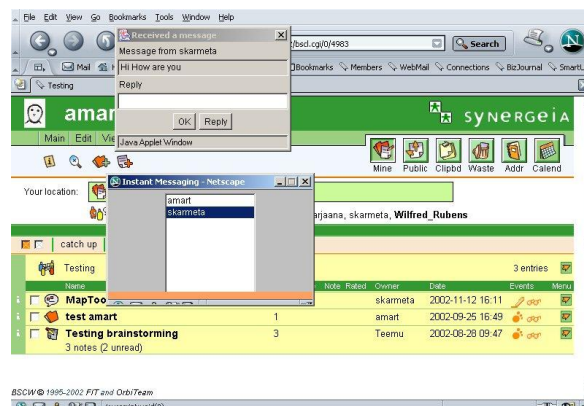 File Edit View Go Bookmarks Tools Window Help
Received a message
Message from skarmeta
Hi How are you
Reply
OK Reply
Java Applet Window
/bscl.cgi/0/4983
Search
Mail
Bookmarks Members WebMail Connections BizJournal SmartU
Testing
amar
synergeia
Main Edit Vie
Mine Public Clipbd Waste Addr Calend
Your location:
Instant Messaging - Netscape
amart
skarmeta
arjaana, skarmeta, Wilfred_Rubens
catch up
Testing 3 entries
Name Note Rated Owner Date Events Menu
MapToo skarmeta 2002-11-12 16:11
test amart 1 amart 2002-09-25 16:49
Testing brainstorming 3 Teemu 2002-08-28 09:47
3 notes (2 unread)
BSCW © 1995-2002 FIT and OrbiTeam